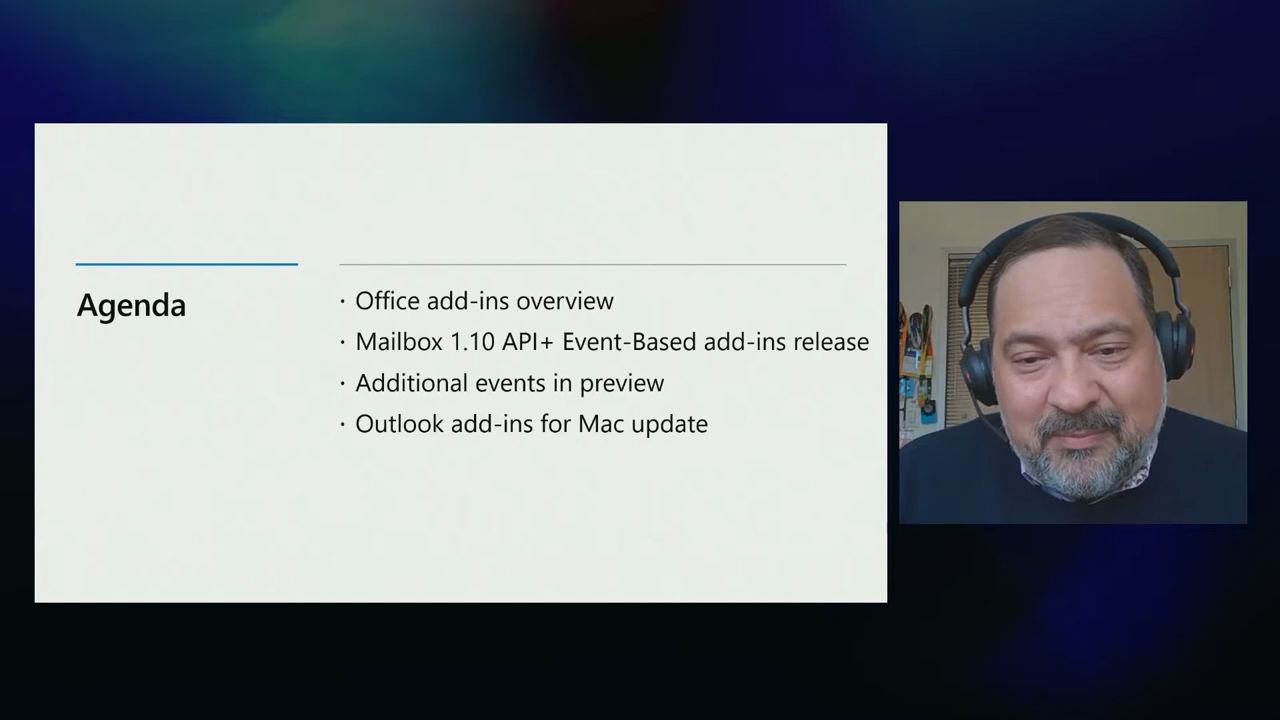 Agenda
· Office add-ins overview
· Mailbox 1.10 API+ Event-Based add-ins release
· Additional events in preview
· Outlook add-ins for Mac update